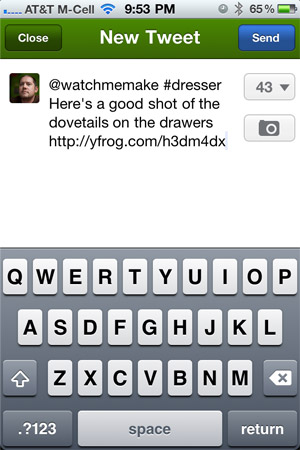 AT&T M-Cell 9:53 PM 65%
Close New Tweet Send
@watchmemake #dresser
Here's a good shot of the
dovetails on the drawers
http://yfrog.com/h3dm4dx
43
Q W E R T Y U I O P
A S D F G H J K L
Z X C V B N M
.?123 space return